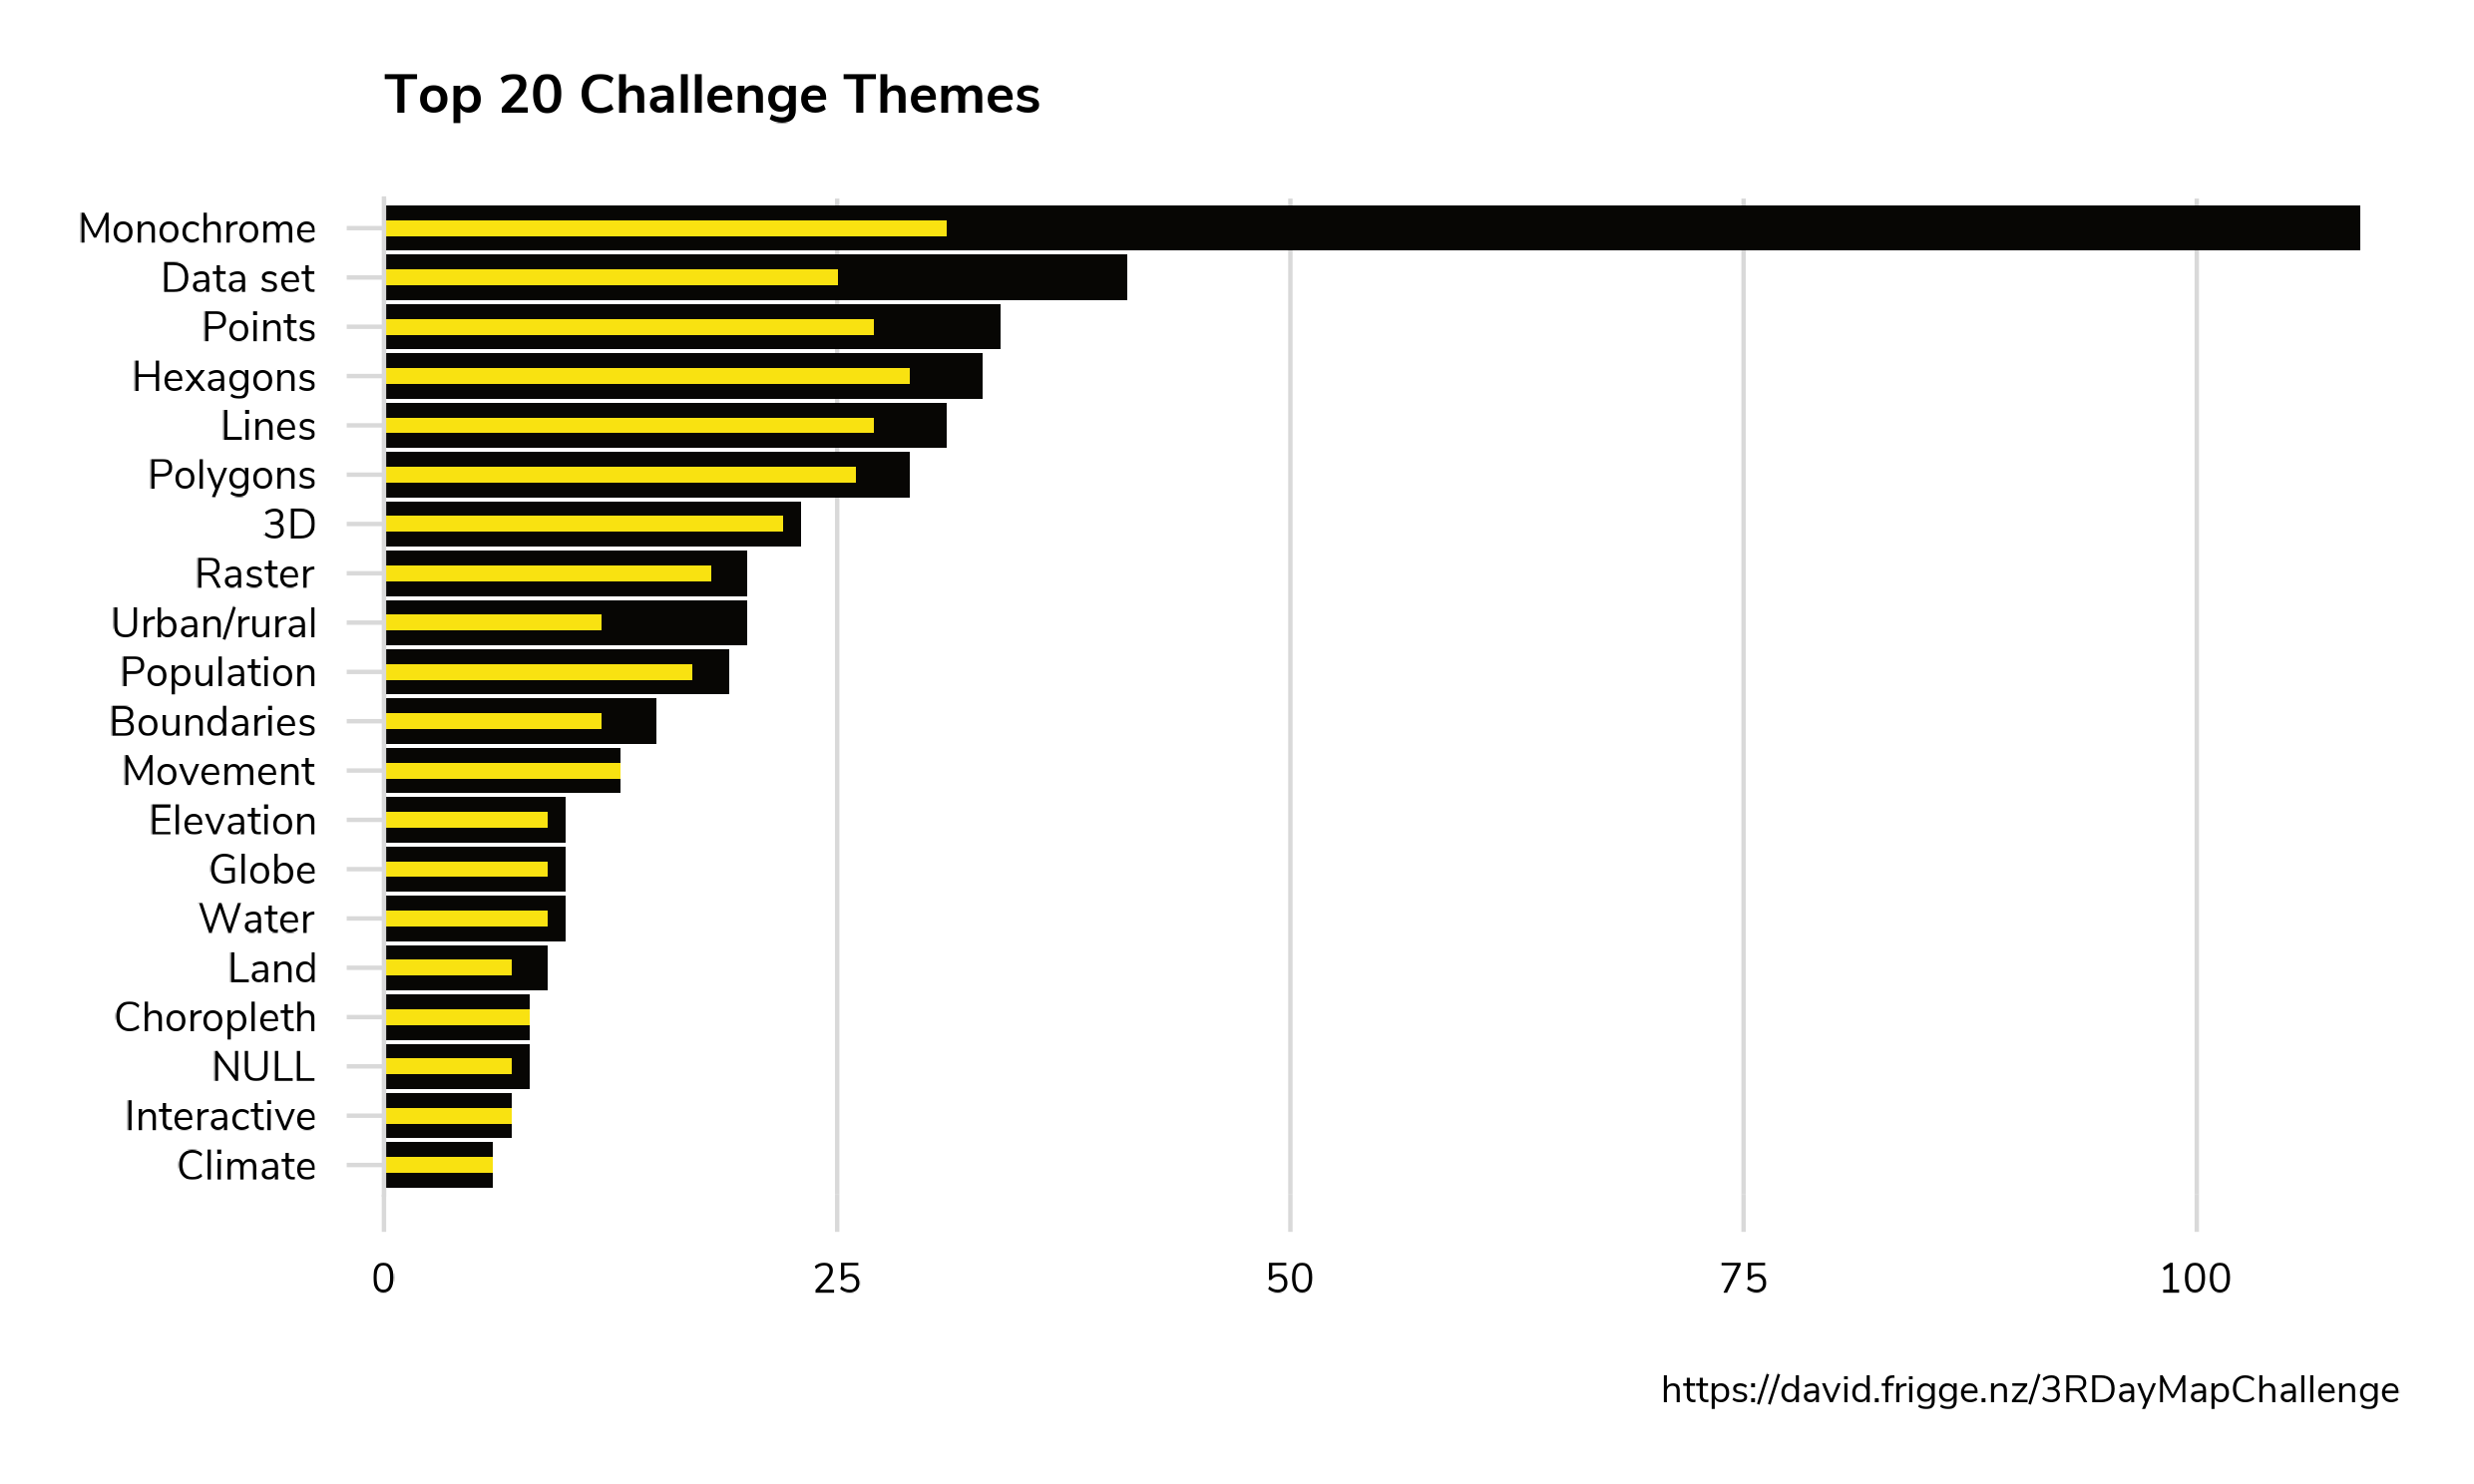 Top 20 Challenge Themes
Monochrome
Data set
Points
Hexagons
Lines
Polygons
3D
Raster
Urban/rural
Population
Boundaries
Movement
Elevation
Globe
Water
Land
Choropleth
NULL
Interactive
Climate
0 25 50 75 100
https://david.frigge.nz/3RDayMapChallenge